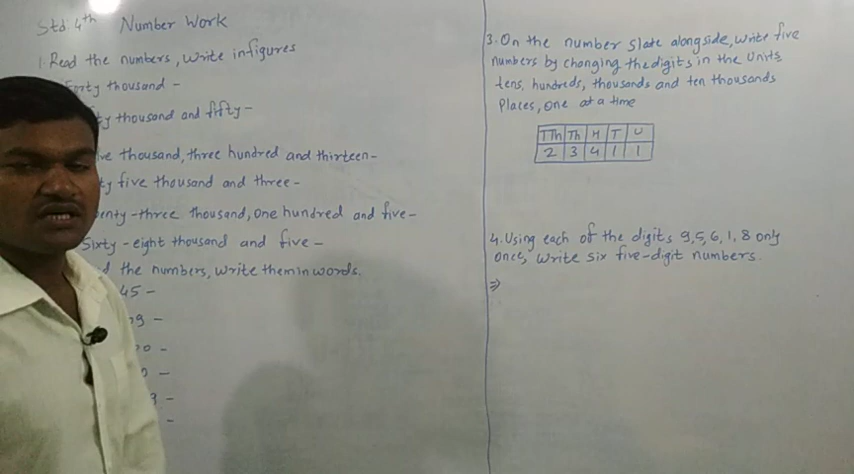 Std. 4th Number Work
1. Read the numbers, write in figures
Forty thousand -
thousand and fifty -
thousand, three hundred and thirteen -
five thousand and three -
three thousand, one hundred and five -
Sixty-eight thousand and five -
the numbers, write them in words.
45 -
09 -
00 -
0 -
9 -
-
3. On the number slate alongside, write five
numbers by changing the digits in the Units,
tens, hundreds, thousands and ten thousands
places, one at a time
TTh Th H T U
2 3 4 1 1
4. Using each of the digits 9,5,6,1,8 only
once, write six five-digit numbers.
⇒